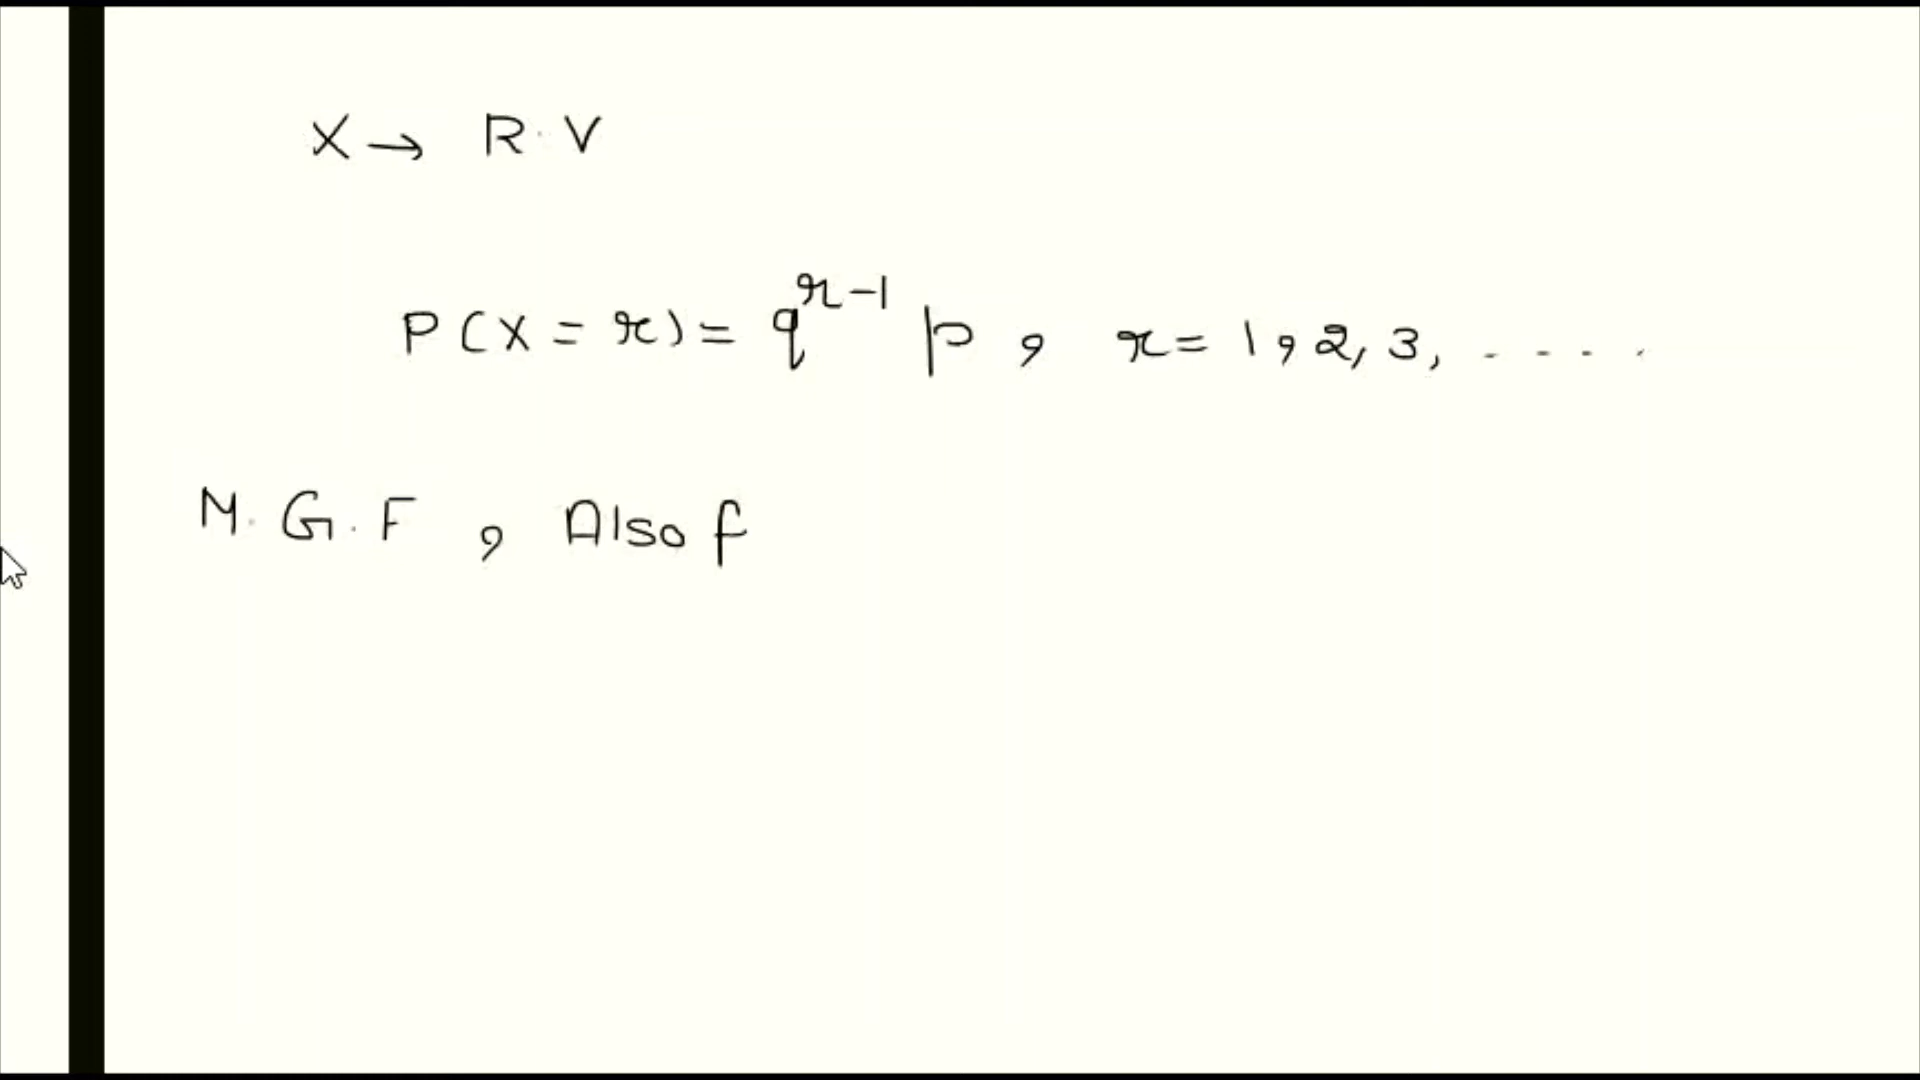 X → R.V
P(X = r) = q^{r-1} p, r = 1, 2, 3, .....
M.G.F, Also f